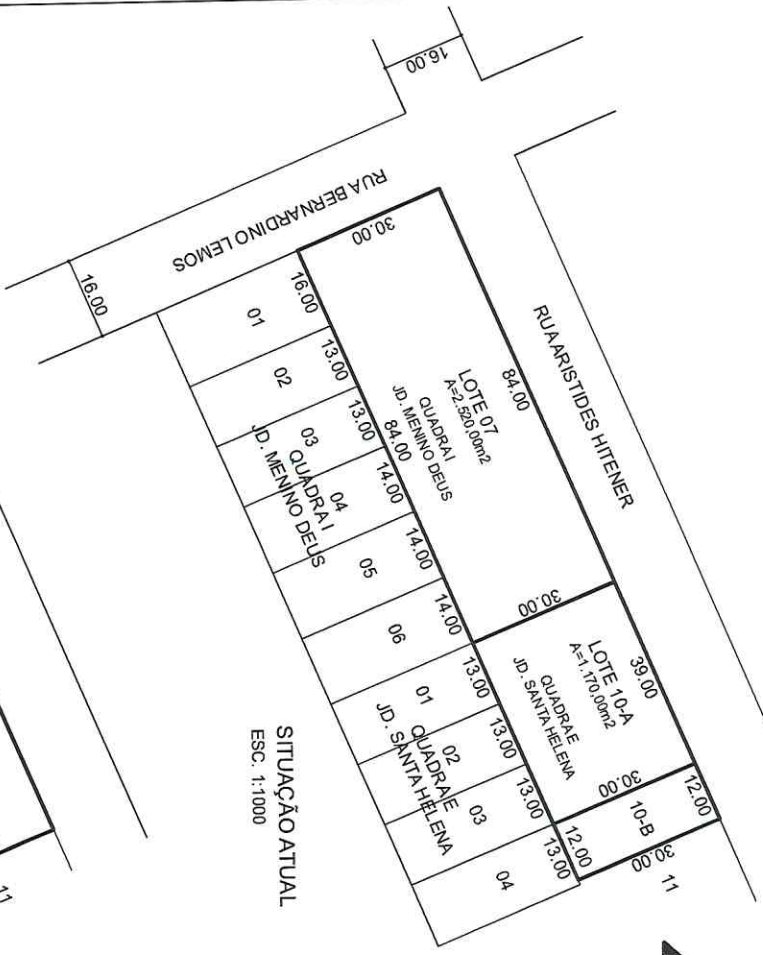 16.00
RUA BERNARDINO LEMOS
16.00
30.00
RUA ARISTIDES HITENER
84.00
LOTE 07
A=2.520,00m2
QUADRA I
JD. MENINO DEUS
84.00
30.00
39.00
LOTE 10-A
A=1.170,00m2
QUADRA E
JD. SANTA HELENA
30.00
12.00
10-B
12.00
30.00
11
16.00
13.00
13.00
14.00
14.00
14.00
13.00
13.00
13.00
13.00
01
02
03
04
05
06
QUADRA I
JD. MENINO DEUS
01
02
03
04
QUADRA E
JD. SANTA HELENA
SITUAÇÃO ATUAL
ESC. 1:1000
11